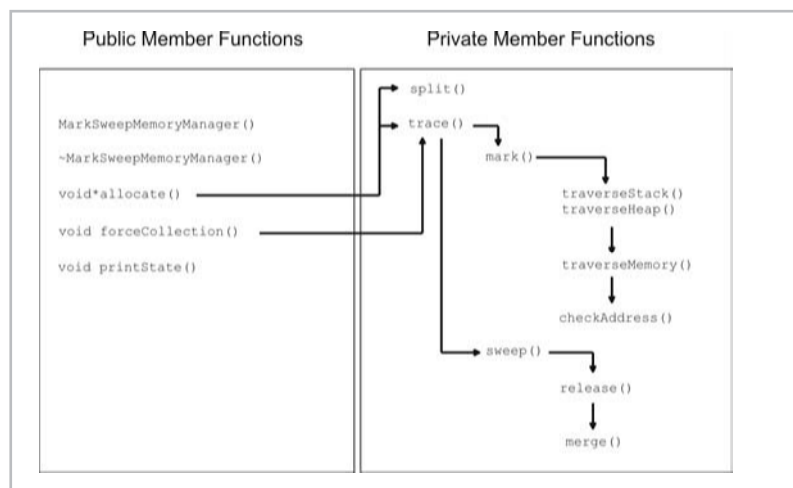 Public Member Functions
Private Member Functions
MarkSweepMemoryManager()
~MarkSweepMemoryManager()
void*allocate()
void forceCollection()
void printState()
split()
trace()
mark()
traverseStack()
traverseHeap()
traverseMemory()
checkAddress()
sweep()
release()
merge()